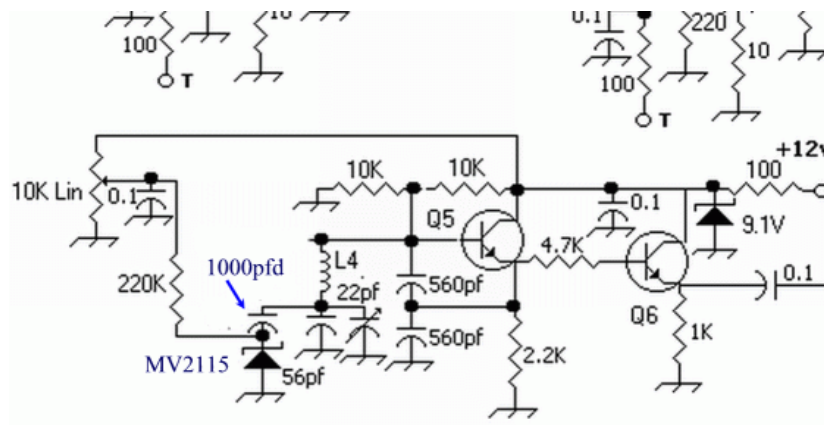 10
0.1
220
100
T
10
100
T
+12v
10K
10K
100
10K Lin
0.1
0.1
Q5
9.1V
4.7K
L4
220K
1000pfd
22pf
560pf
0.1
Q6
560pf
1K
MV2115
56pf
2.2K